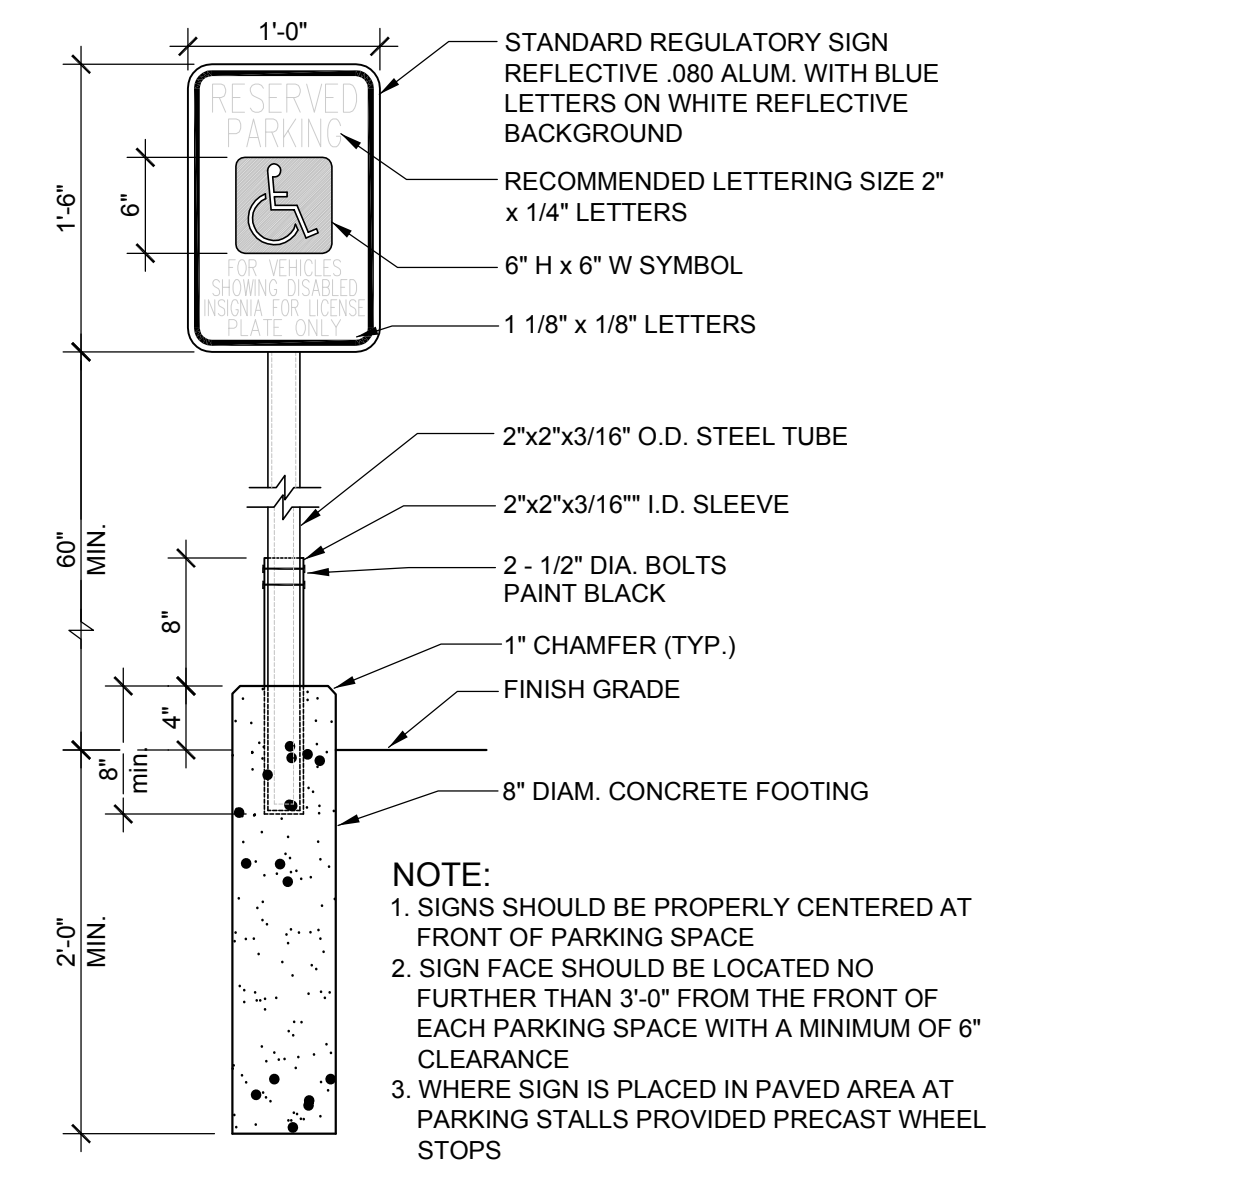 1'-0"
STANDARD REGULATORY SIGN
REFLECTIVE .080 ALUM. WITH BLUE
LETTERS ON WHITE REFLECTIVE
BACKGROUND
RESERVED
PARKING
RECOMMENDED LETTERING SIZE 2"
x 1/4" LETTERS
1'-6"
6"
6" H x 6" W SYMBOL
FOR VEHICLES
SHOWING DISABLED
INSIGNIA FOR LICENSE
PLATE ONLY
1 1/8" x 1/8" LETTERS
2"x2"x3/16" O.D. STEEL TUBE
2"x2"x3/16"" I.D. SLEEVE
60"
MIN.
2 - 1/2" DIA. BOLTS
PAINT BLACK
8"
1" CHAMFER (TYP.)
FINISH GRADE
4"
8"
min.
8" DIAM. CONCRETE FOOTING
2'-0"
MIN.
NOTE:
1. SIGNS SHOULD BE PROPERLY CENTERED AT
FRONT OF PARKING SPACE
2. SIGN FACE SHOULD BE LOCATED NO
FURTHER THAN 3'-0" FROM THE FRONT OF
EACH PARKING SPACE WITH A MINIMUM OF 6"
CLEARANCE
3. WHERE SIGN IS PLACED IN PAVED AREA AT
PARKING STALLS PROVIDED PRECAST WHEEL
STOPS